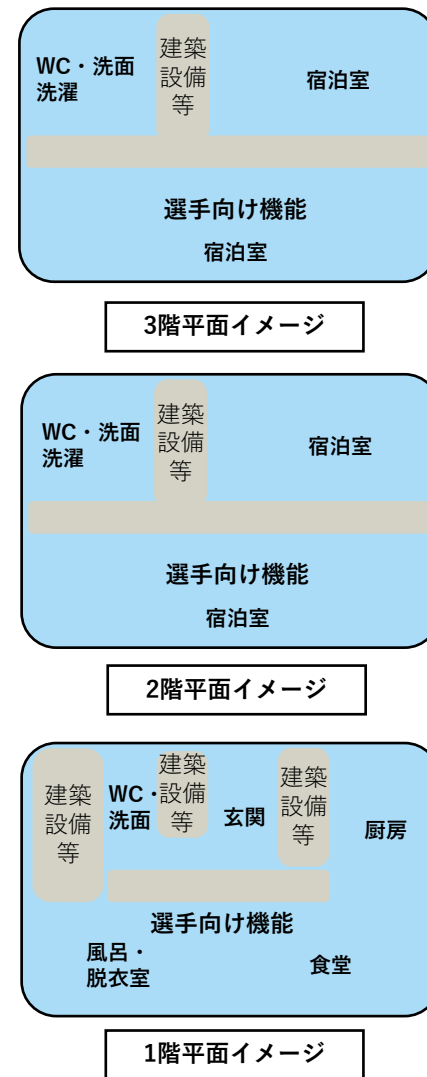 WC・洗面
洗濯
建築
設備
等
宿泊室
選手向け機能
宿泊室
3階平面イメージ
WC・洗面
洗濯
建築
設備
等
宿泊室
選手向け機能
宿泊室
2階平面イメージ
建築
設備
等
WC・
洗面
建築
設備
等
玄関
建築
設備
等
厨房
選手向け機能
風呂・
脱衣室
食堂
1階平面イメージ